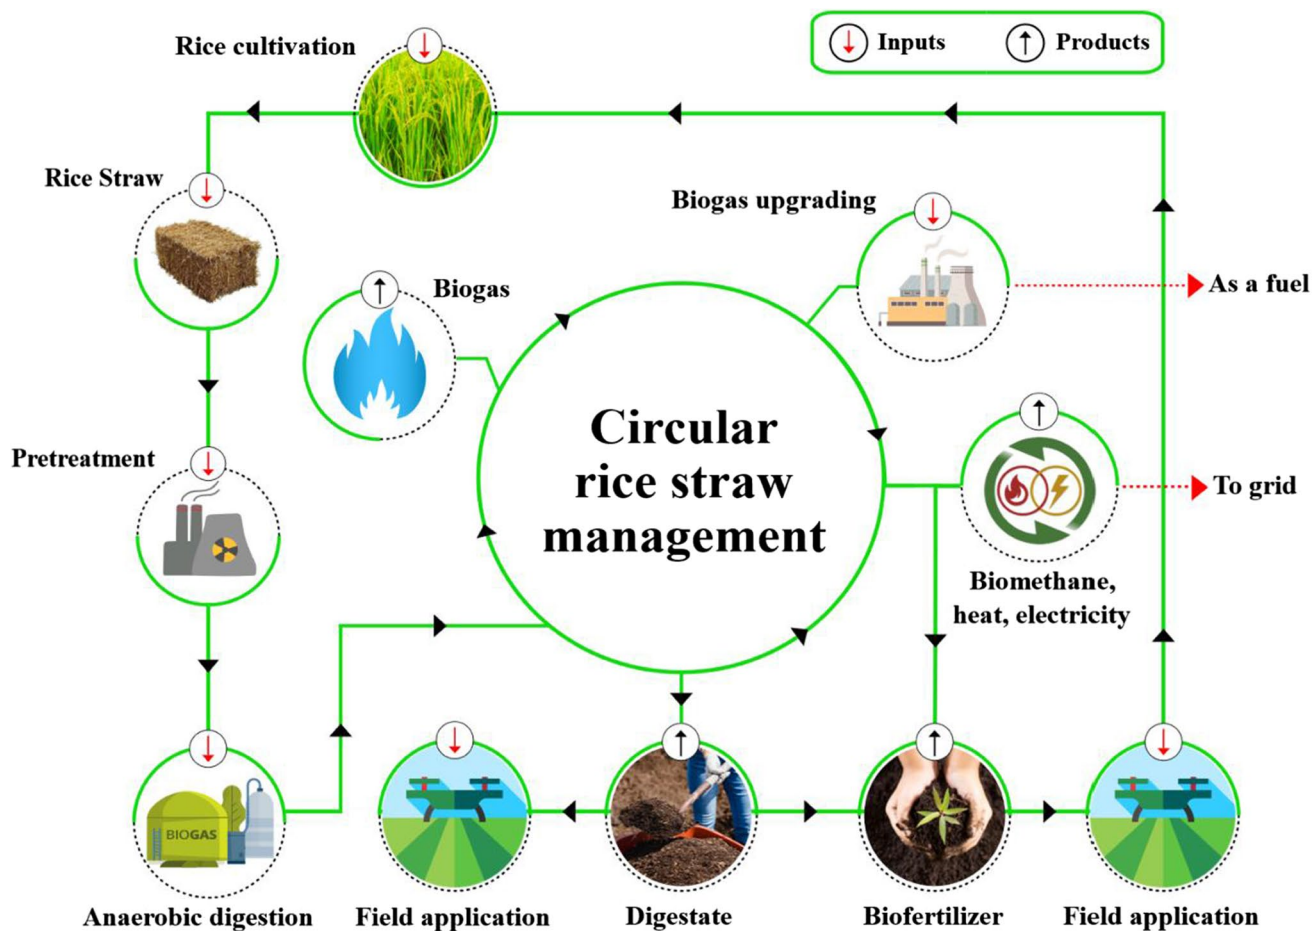 Rice cultivation
Inputs
Products
Rice Straw
Biogas upgrading
As a fuel
Biogas
Circular
rice straw
management
Pretreatment
To grid
Biomethane,
heat, electricity
BIOGAS
Anaerobic digestion
Field application
Digestate
Biofertilizer
Field application